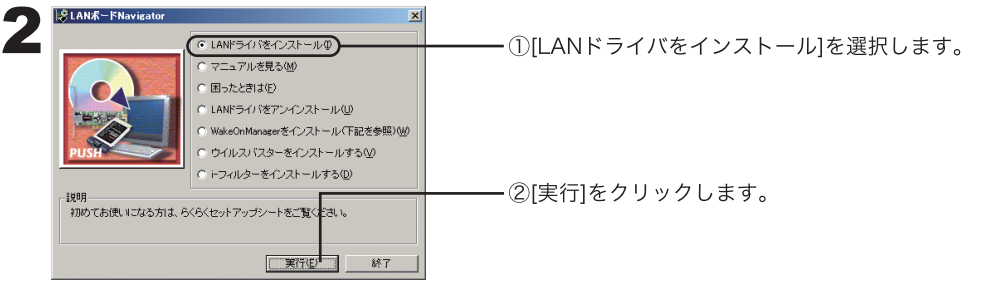 2
LANボードNavigator
LANドライバをインストール(I)
マニュアルを見る(M)
困ったときは(F)
LANドライバをアンインストール(U)
WakeOnManagerをインストール(下記を参照)(W)
ウイルスバスターをインストールする(V)
i-フィルターをインストールする(D)
PUSH
説明
初めてお使いになる方は、らくらくセットアップシートをご覧ください。
実行(E)
終了
①[LANドライバをインストール]を選択します。
②[実行]をクリックします。